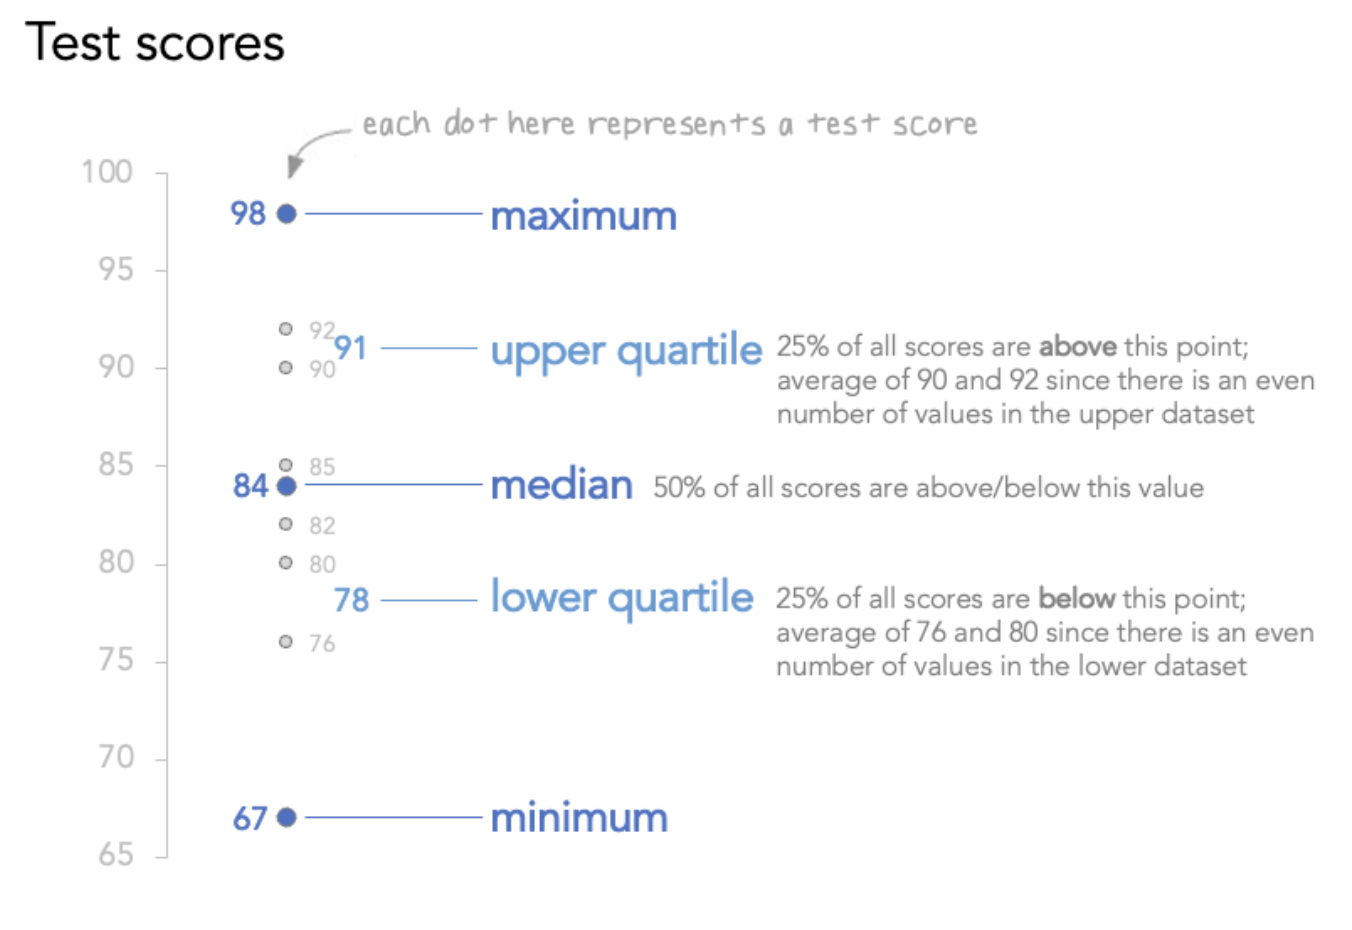 Test scores
each dot here represents a test score
100
98 maximum
95
92
91 upper quartile 25% of all scores are above this point;
average of 90 and 92 since there is an even
number of values in the upper dataset
90
90
85
85
84 median 50% of all scores are above/below this value
82
80
80
78 lower quartile 25% of all scores are below this point;
average of 76 and 80 since there is an even
number of values in the lower dataset
76
75
70
67 minimum
65